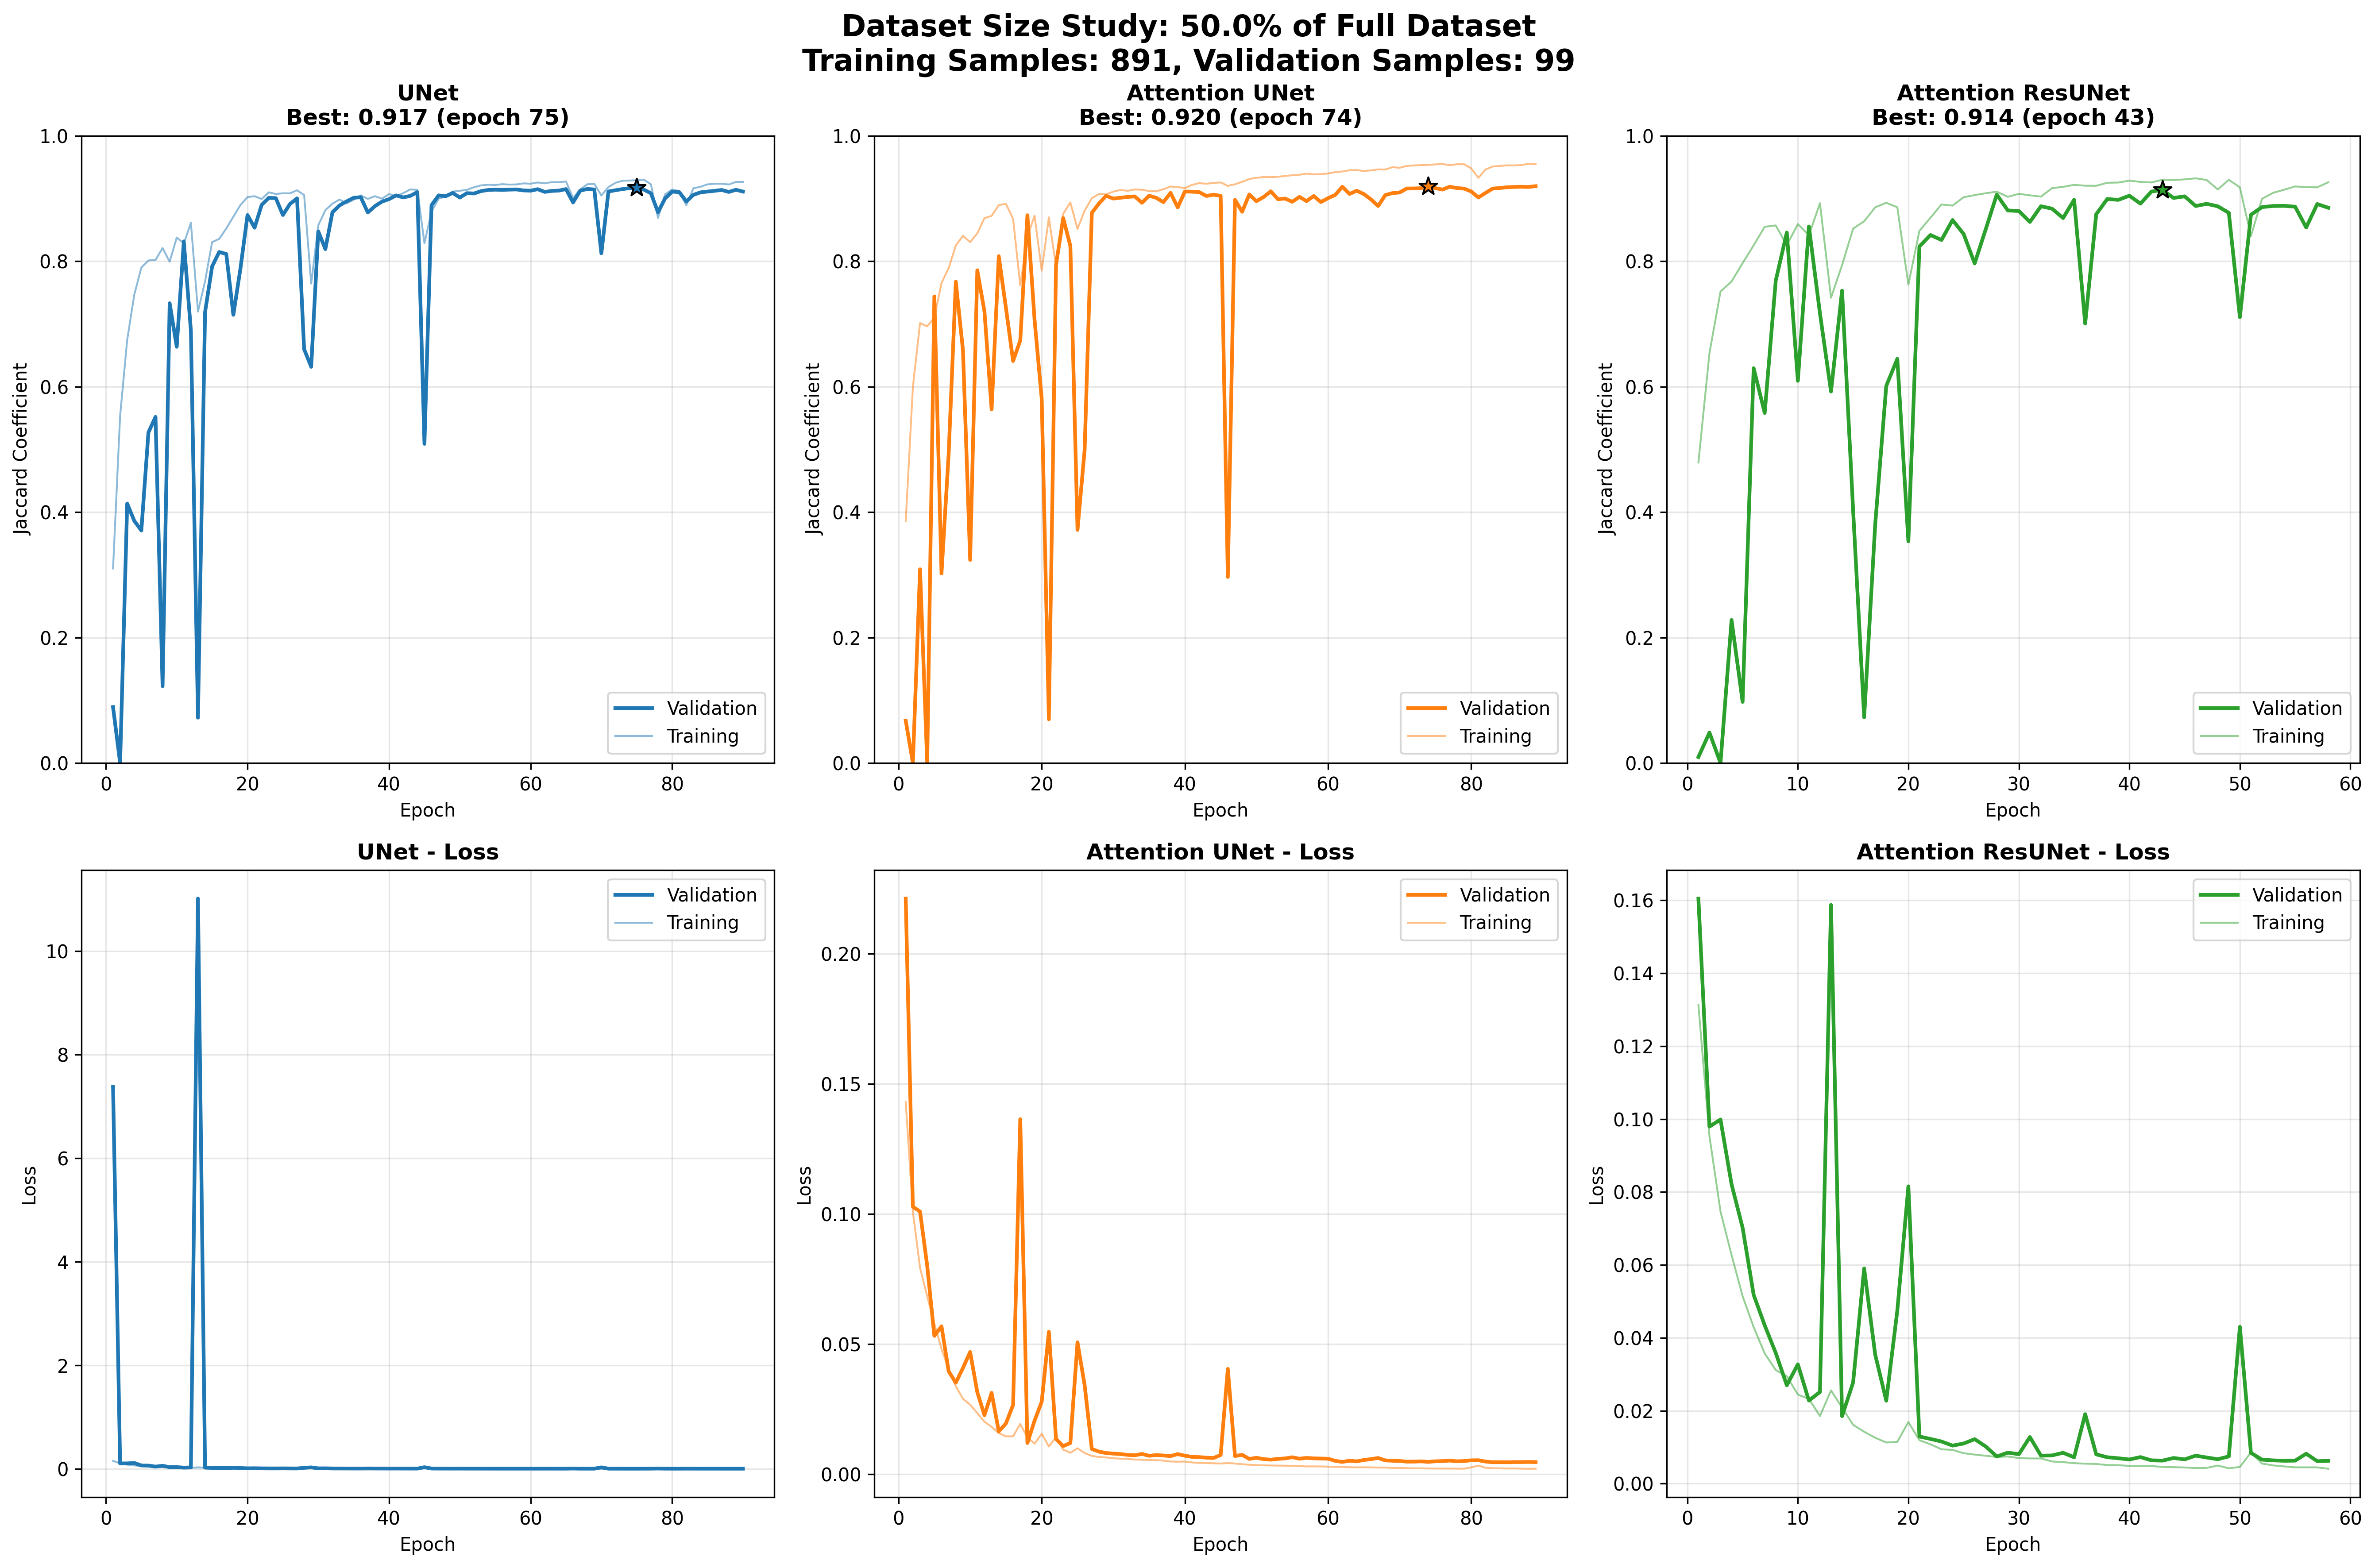 Dataset Size Study: 50.0% of Full Dataset
Training Samples: 891, Validation Samples: 99
UNet
Best: 0.917 (epoch 75)
1.0
0.8
0.6
0.4
0.2
0.0
Jaccard Coefficient
0 20 40 60 80
Epoch
Validation
Training
Attention UNet
Best: 0.920 (epoch 74)
1.0
0.8
0.6
0.4
0.2
0.0
Jaccard Coefficient
0 20 40 60 80
Epoch
Validation
Training
Attention ResUNet
Best: 0.914 (epoch 43)
1.0
0.8
0.6
0.4
0.2
0.0
Jaccard Coefficient
0 10 20 30 40 50 60
Epoch
Validation
Training
UNet - Loss
10
8
6
4
2
0
Loss
0 20 40 60 80
Epoch
Validation
Training
Attention UNet - Loss
0.20
0.15
0.10
0.05
0.00
Loss
0 20 40 60 80
Epoch
Validation
Training
Attention ResUNet - Loss
0.16
0.14
0.12
0.10
0.08
0.06
0.04
0.02
0.00
Loss
0 10 20 30 40 50 60
Epoch
Validation
Training